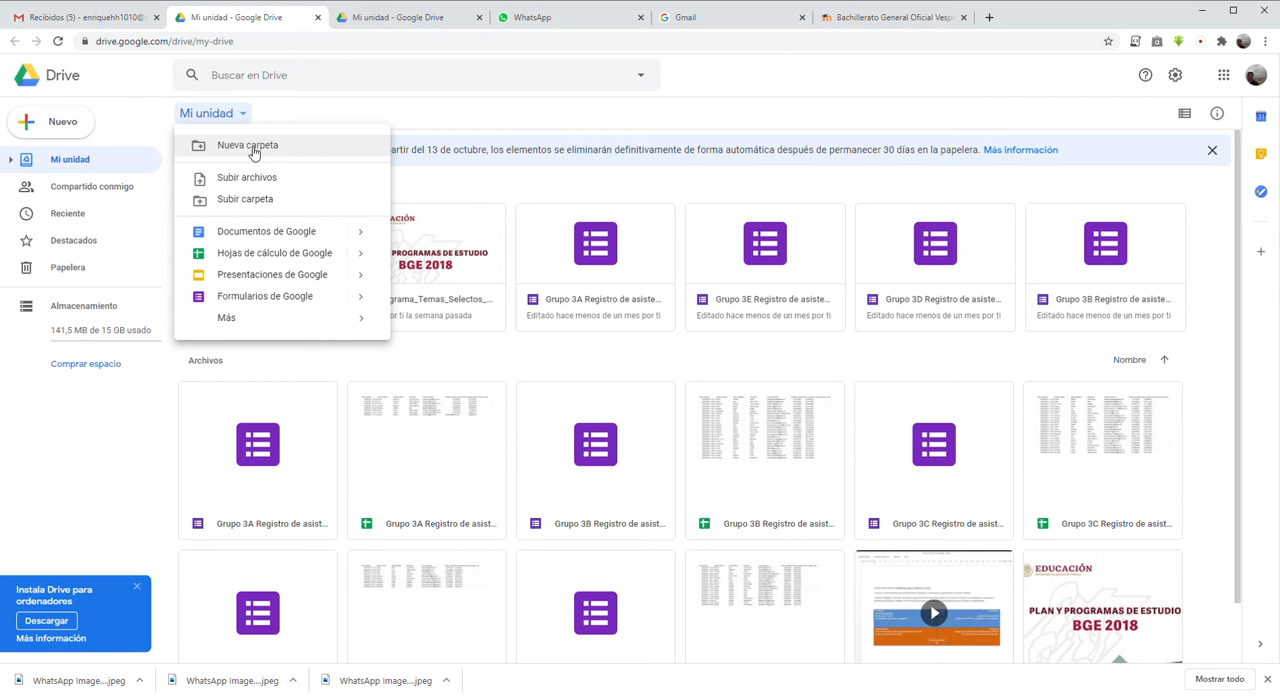 Recibidos (5) - enriquehh1010@g
Mi unidad - Google Drive
Mi unidad - Google Drive
WhatsApp
Gmail
Bachillerato General Oficial Vesp
drive.google.com/drive/my-drive
Drive
Buscar en Drive
Nuevo
Mi unidad
Compartido conmigo
Reciente
Destacados
Papelera
Almacenamiento
141,5 MB de 15 GB usado
Comprar espacio
Instala Drive para
ordenadores
Descargar
Más información
Mi unidad
Nueva carpeta
Subir archivos
Subir carpeta
Documentos de Google
Hojas de cálculo de Google
Presentaciones de Google
Formularios de Google
Más
artir del 13 de octubre, los elementos se eliminarán definitivamente de forma automática después de permanecer 30 días en la papelera. Más información
ACIÓN
ROGRAMAS DE ESTUDIO
BGE 2018
grama_Temas_Selectos_...
or ti la semana pasada
Grupo 3A Registro de asiste...
Editado hace menos de un mes por ti
Grupo 3E Registro de asiste...
Editado hace menos de un mes por ti
Grupo 3D Registro de asiste...
Editado hace menos de un mes por ti
Grupo 3B Registro de asiste...
Editado hace menos de un mes por ti
Archivos
Nombre
Grupo 3A Registro de asist...
Grupo 3A Registro de asist...
Grupo 3B Registro de asist...
Grupo 3B Registro de asist...
Grupo 3C Registro de asist...
Grupo 3C Registro de asist...
EDUCACIÓN
PLAN Y PROGRAMAS DE ESTUDIO
BGE 2018
WhatsApp Image....jpeg
WhatsApp Image....jpeg
WhatsApp Image....jpeg
Mostrar todo